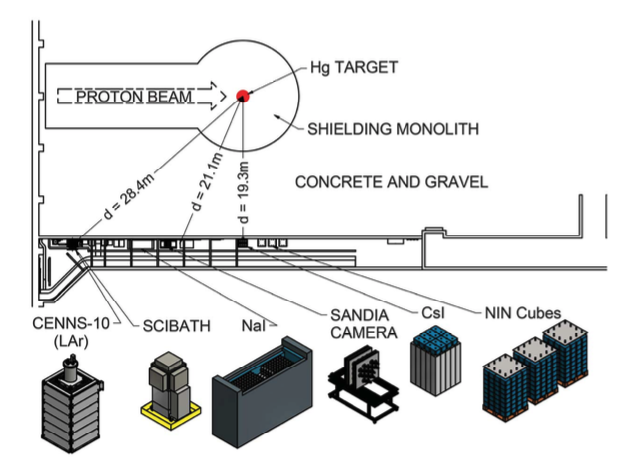 Hg TARGET
PROTON BEAM
SHIELDING MONOLITH
d = 28.4m
d = 21.1m
d = 19.3m
CONCRETE AND GRAVEL
CENNS-10
(LAr)
SCIBATH
NaI
SANDIA
CAMERA
CsI
NIN Cubes